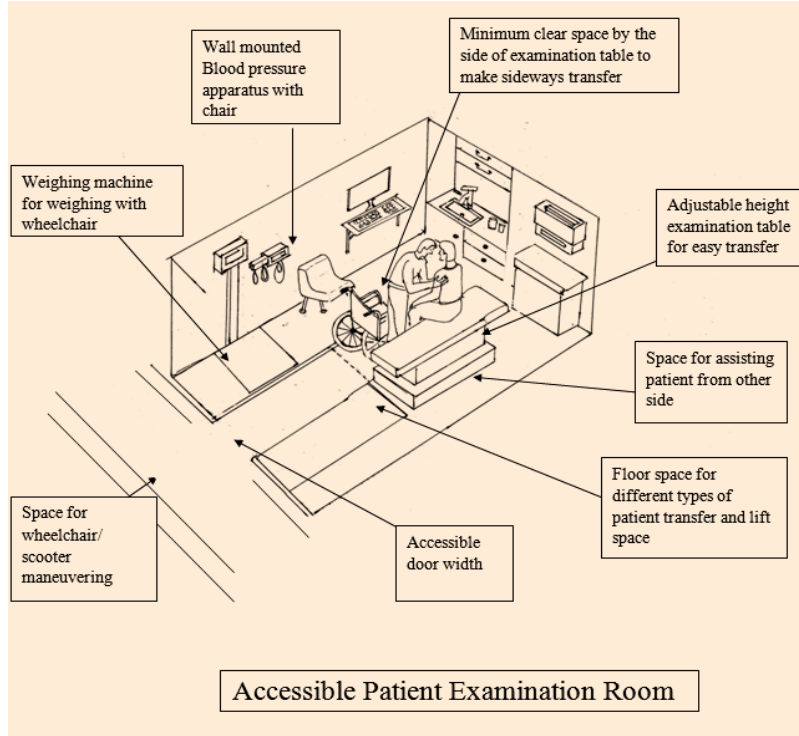 Wall mounted
Blood pressure
apparatus with
chair
Minimum clear space by the
side of examination table to
make sideways transfer
Weighing machine
for weighing with
wheelchair
Adjustable height
examination table
for easy transfer
Space for assisting
patient from other
side
Floor space for
different types of
patient transfer and lift
space
Space for
wheelchair/
scooter
maneuvering
Accessible
door width
Accessible Patient Examination Room